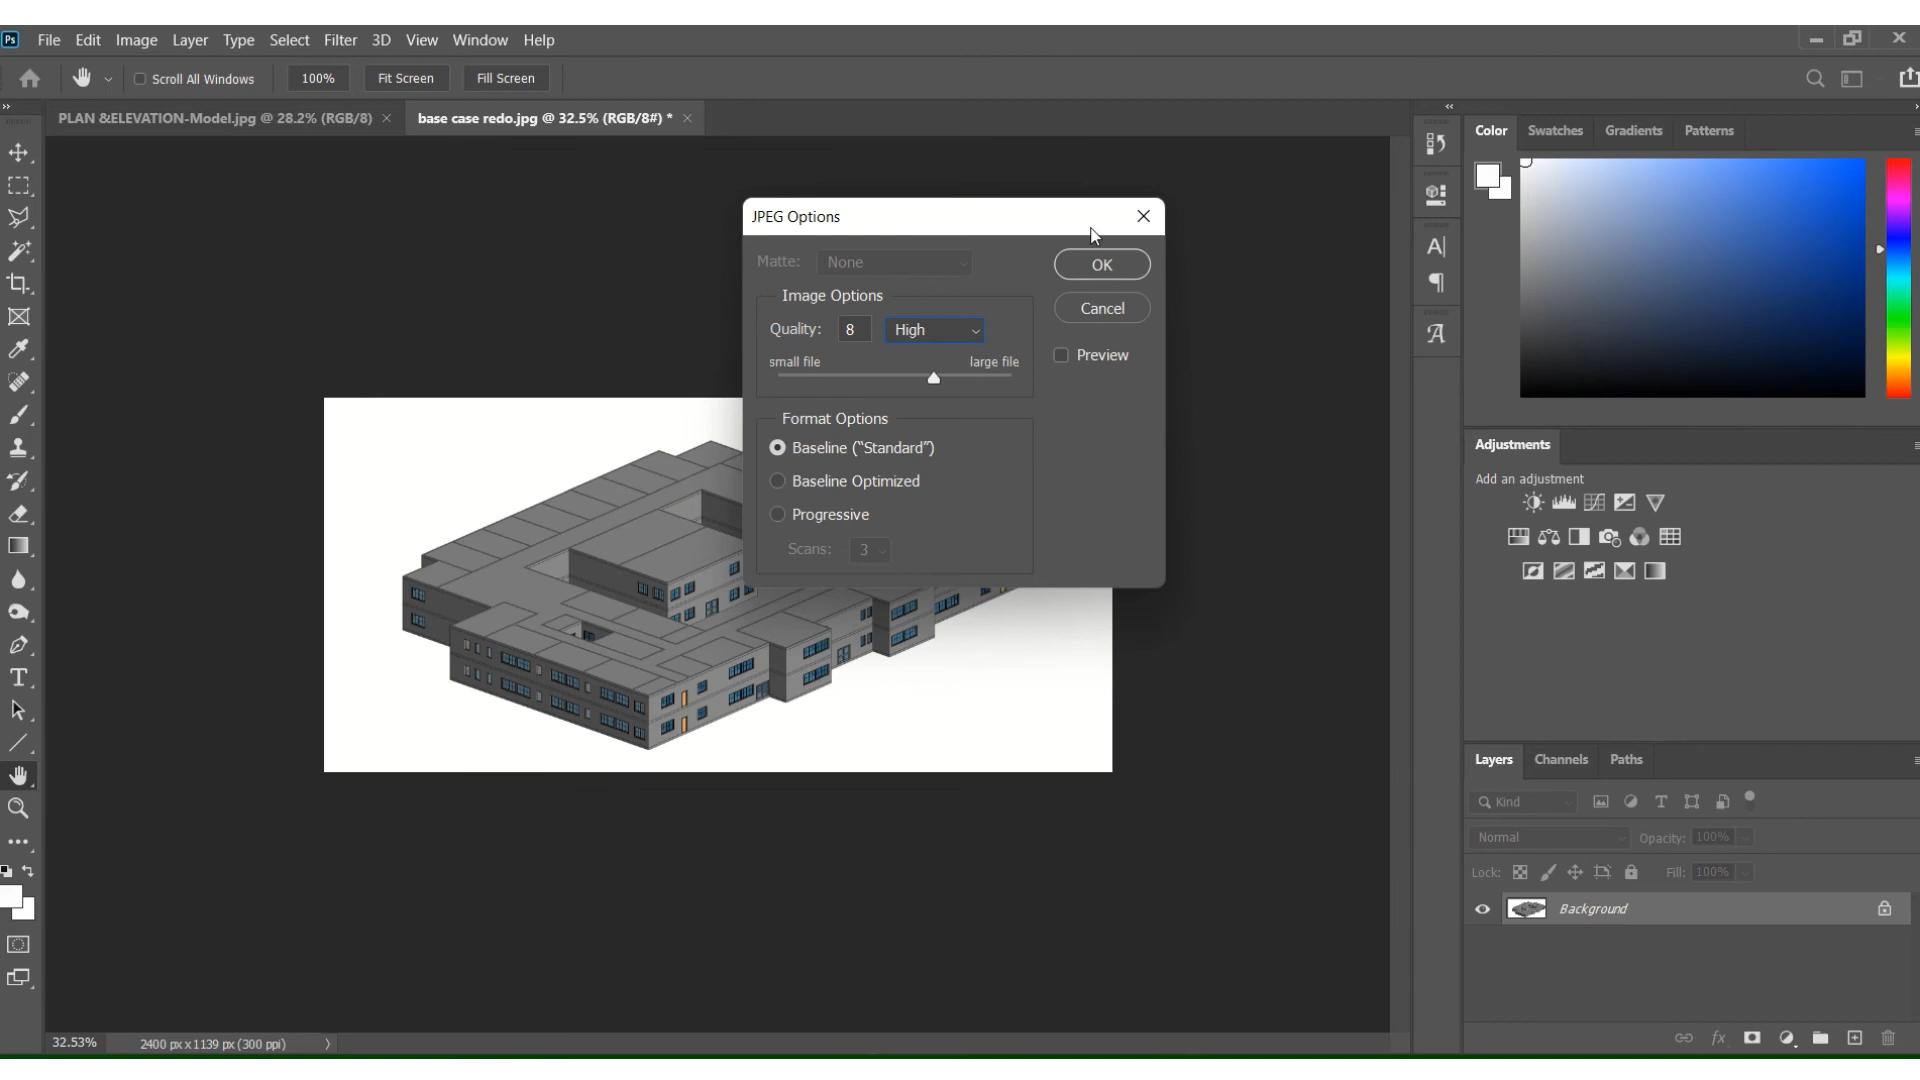 Ps File Edit Image Layer Type Select Filter 3D View Window Help
Scroll All Windows 100% Fit Screen Fill Screen
PLAN &ELEVATION-Model.jpg @ 28.2% (RGB/8) × base case redo.jpg @ 32.5% (RGB/8#) * ×
Color Swatches Gradients Patterns
JPEG Options
Matte: None
OK
Image Options
Cancel
Quality: 8 High
small file large file
Preview
Format Options
Baseline (“Standard”)
Baseline Optimized
Progressive
Scans: 3
Adjustments
Add an adjustment
Layers Channels Paths
Kind
Normal Opacity: 100%
Lock: Fill: 100%
Background
32.53% 2400 px x 1139 px (300 ppi)